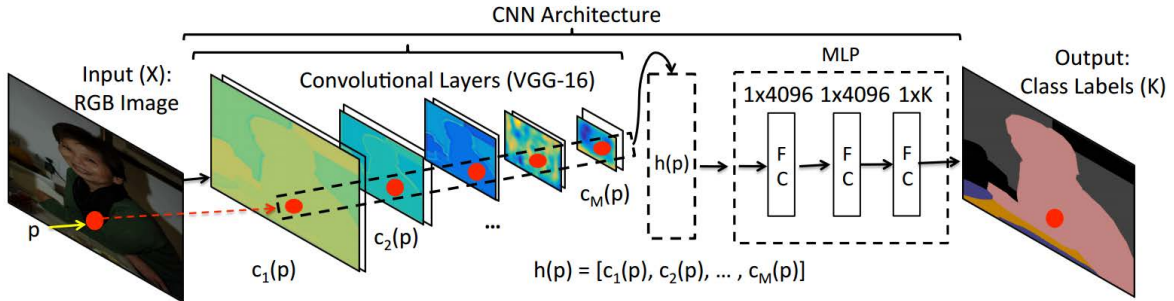 CNN Architecture
Input (X):
RGB Image
Convolutional Layers (VGG-16)
MLP
Output:
Class Labels (K)
1x4096 1x4096 1xK
F
C
F
C
F
C
h(p)
p
c1(p)
c2(p)
...
cM(p)
h(p) = [c1(p), c2(p), ... , cM(p)]